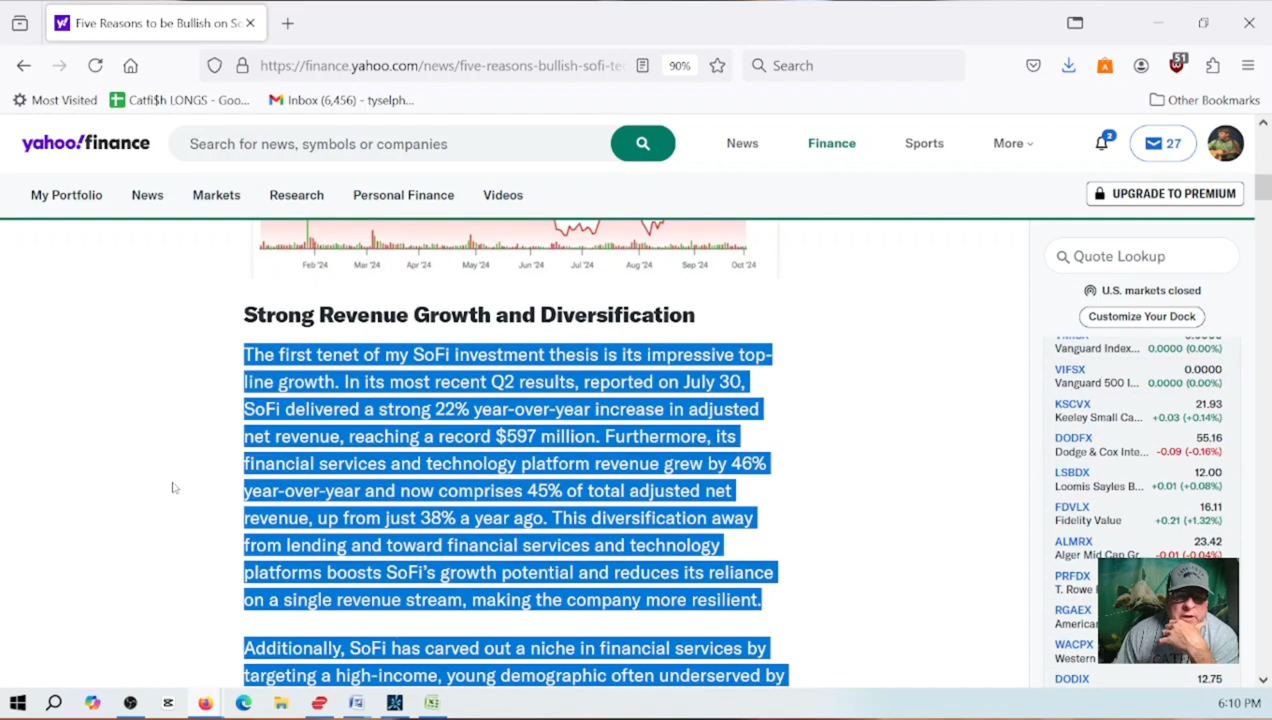 Five Reasons to be Bullish on So
https://finance.yahoo.com/news/five-reasons-bullish-sofi-tec
90%
Search
51
Most Visited
Catfi$h LONGS - Goo...
Inbox (6,456) - tyselph...
Other Bookmarks
yahoo!finance
Search for news, symbols or companies
News
Finance
Sports
More
2
27
My Portfolio
News
Markets
Research
Personal Finance
Videos
UPGRADE TO PREMIUM
Feb '24
Mar '24
Apr '24
May '24
Jun '24
Jul '24
Aug '24
Sep '24
Oct '24
Strong Revenue Growth and Diversification
The first tenet of my SoFi investment thesis is its impressive top-
line growth. In its most recent Q2 results, reported on July 30,
SoFi delivered a strong 22% year-over-year increase in adjusted
net revenue, reaching a record $597 million. Furthermore, its
financial services and technology platform revenue grew by 46%
year-over-year and now comprises 45% of total adjusted net
revenue, up from just 38% a year ago. This diversification away
from lending and toward financial services and technology
platforms boosts SoFi's growth potential and reduces its reliance
on a single revenue stream, making the company more resilient.
Additionally, SoFi has carved out a niche in financial services by
targeting a high-income, young demographic often underserved by
Quote Lookup
U.S. markets closed
Customize Your Dock
Vanguard Index... 0.0000 (0.00%)
VIFSX 0.0000
Vanguard 500 I... 0.0000 (0.00%)
KSCVX 21.93
Keeley Small Ca... +0.03 (+0.14%)
DODFX 55.16
Dodge & Cox Inte... -0.09 (-0.16%)
LSBDX 12.00
Loomis Sayles B... +0.01 (+0.08%)
FDVLX 16.11
Fidelity Value +0.21 (+1.32%)
ALMRX 23.42
Alger Mid Cap Gr. -0.01 (-0.04%)
PRFDX
T. Rowe
RGAEX
American
WACPX
Western
DODIX 12.75
6:10 PM